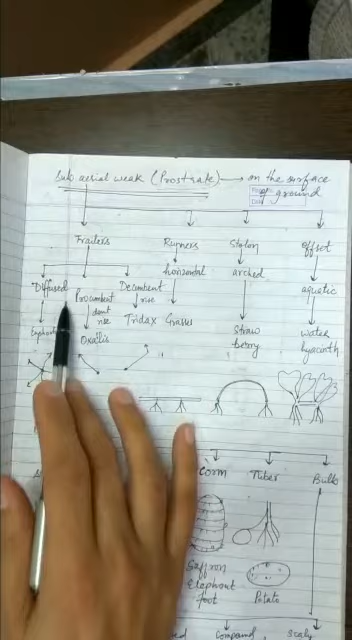 Sub aerial weak (Prostrate) → on the surface
of ground
Trailers Runners Stolon offset
Diffused Procumbent Decumbent horizontal arched aquatic
dont rise rise
Oxalis Tridax Grasses Straw berry water hyacinth
Corm Tuber Bulb
Saffron
Elephant foot Potato
Compound Scaly